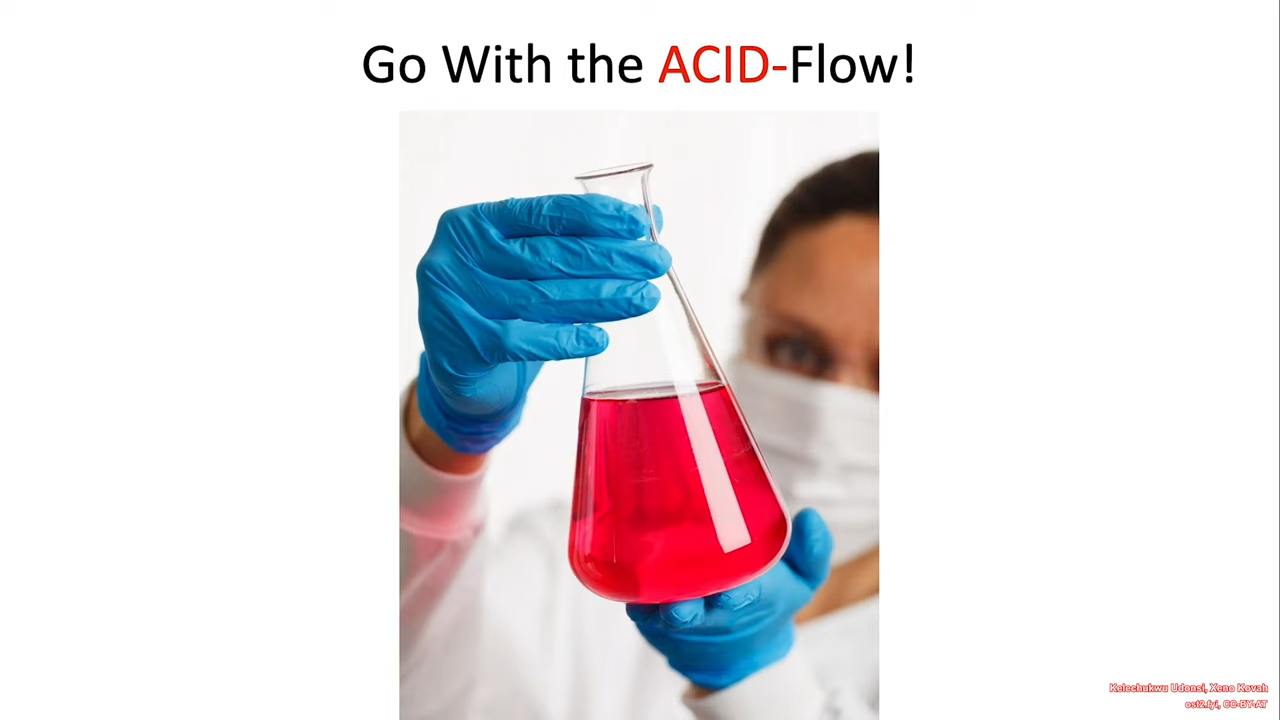 Go With the ACID-Flow!
Kelechukwu Udonsi, Xeno Kovah
ost2.fyi, CC-BY-AT